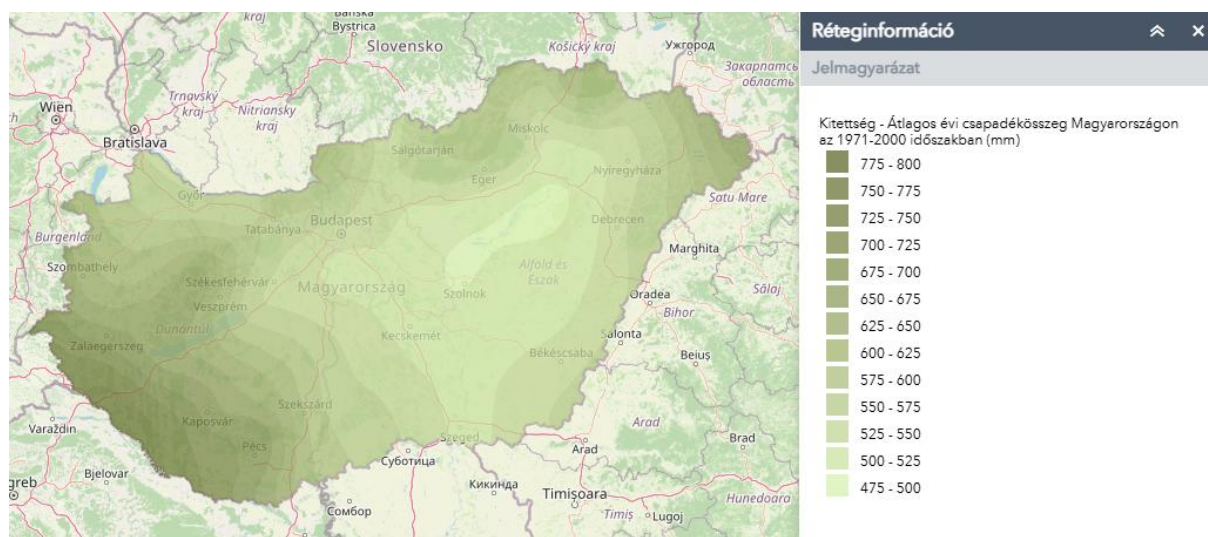 Banská
Bystrica
kraj
Slovensko
Košický kraj
Ужгород
Закарпатсь
область
Trnavský
kraj
Nitriansky
kraj
Wien
Bratislava
Miskolc
Salgótarján
Eger
Nyíregyháza
Satu Mare
Győr
Budapest
Tatabánya
Debrecen
Burgenland
Marghita
Szombathely
Székesfehérvár
Magyarország
Alföld és
Észak
Szolnok
Veszprém
Oradea
Sălaj
Bihor
Dunántúl
Zalaegerszeg
Kecskemét
Salonta
Békéscsaba
Beiuș
Kaposvár
Szekszárd
Varaždin
Pécs
Szeged
Arad
Arad
Brad
Суботица
Bjelovar
greb
Кикинда
Timișoara
Hunedoara
Сомбор
Timiș
Lugoj
Réteginformáció
Jelmagyarázat
Kitettség - Átlagos évi csapadékösszeg Magyarországon
az 1971-2000 időszakban (mm)
775 - 800
750 - 775
725 - 750
700 - 725
675 - 700
650 - 675
625 - 650
600 - 625
575 - 600
550 - 575
525 - 550
500 - 525
475 - 500